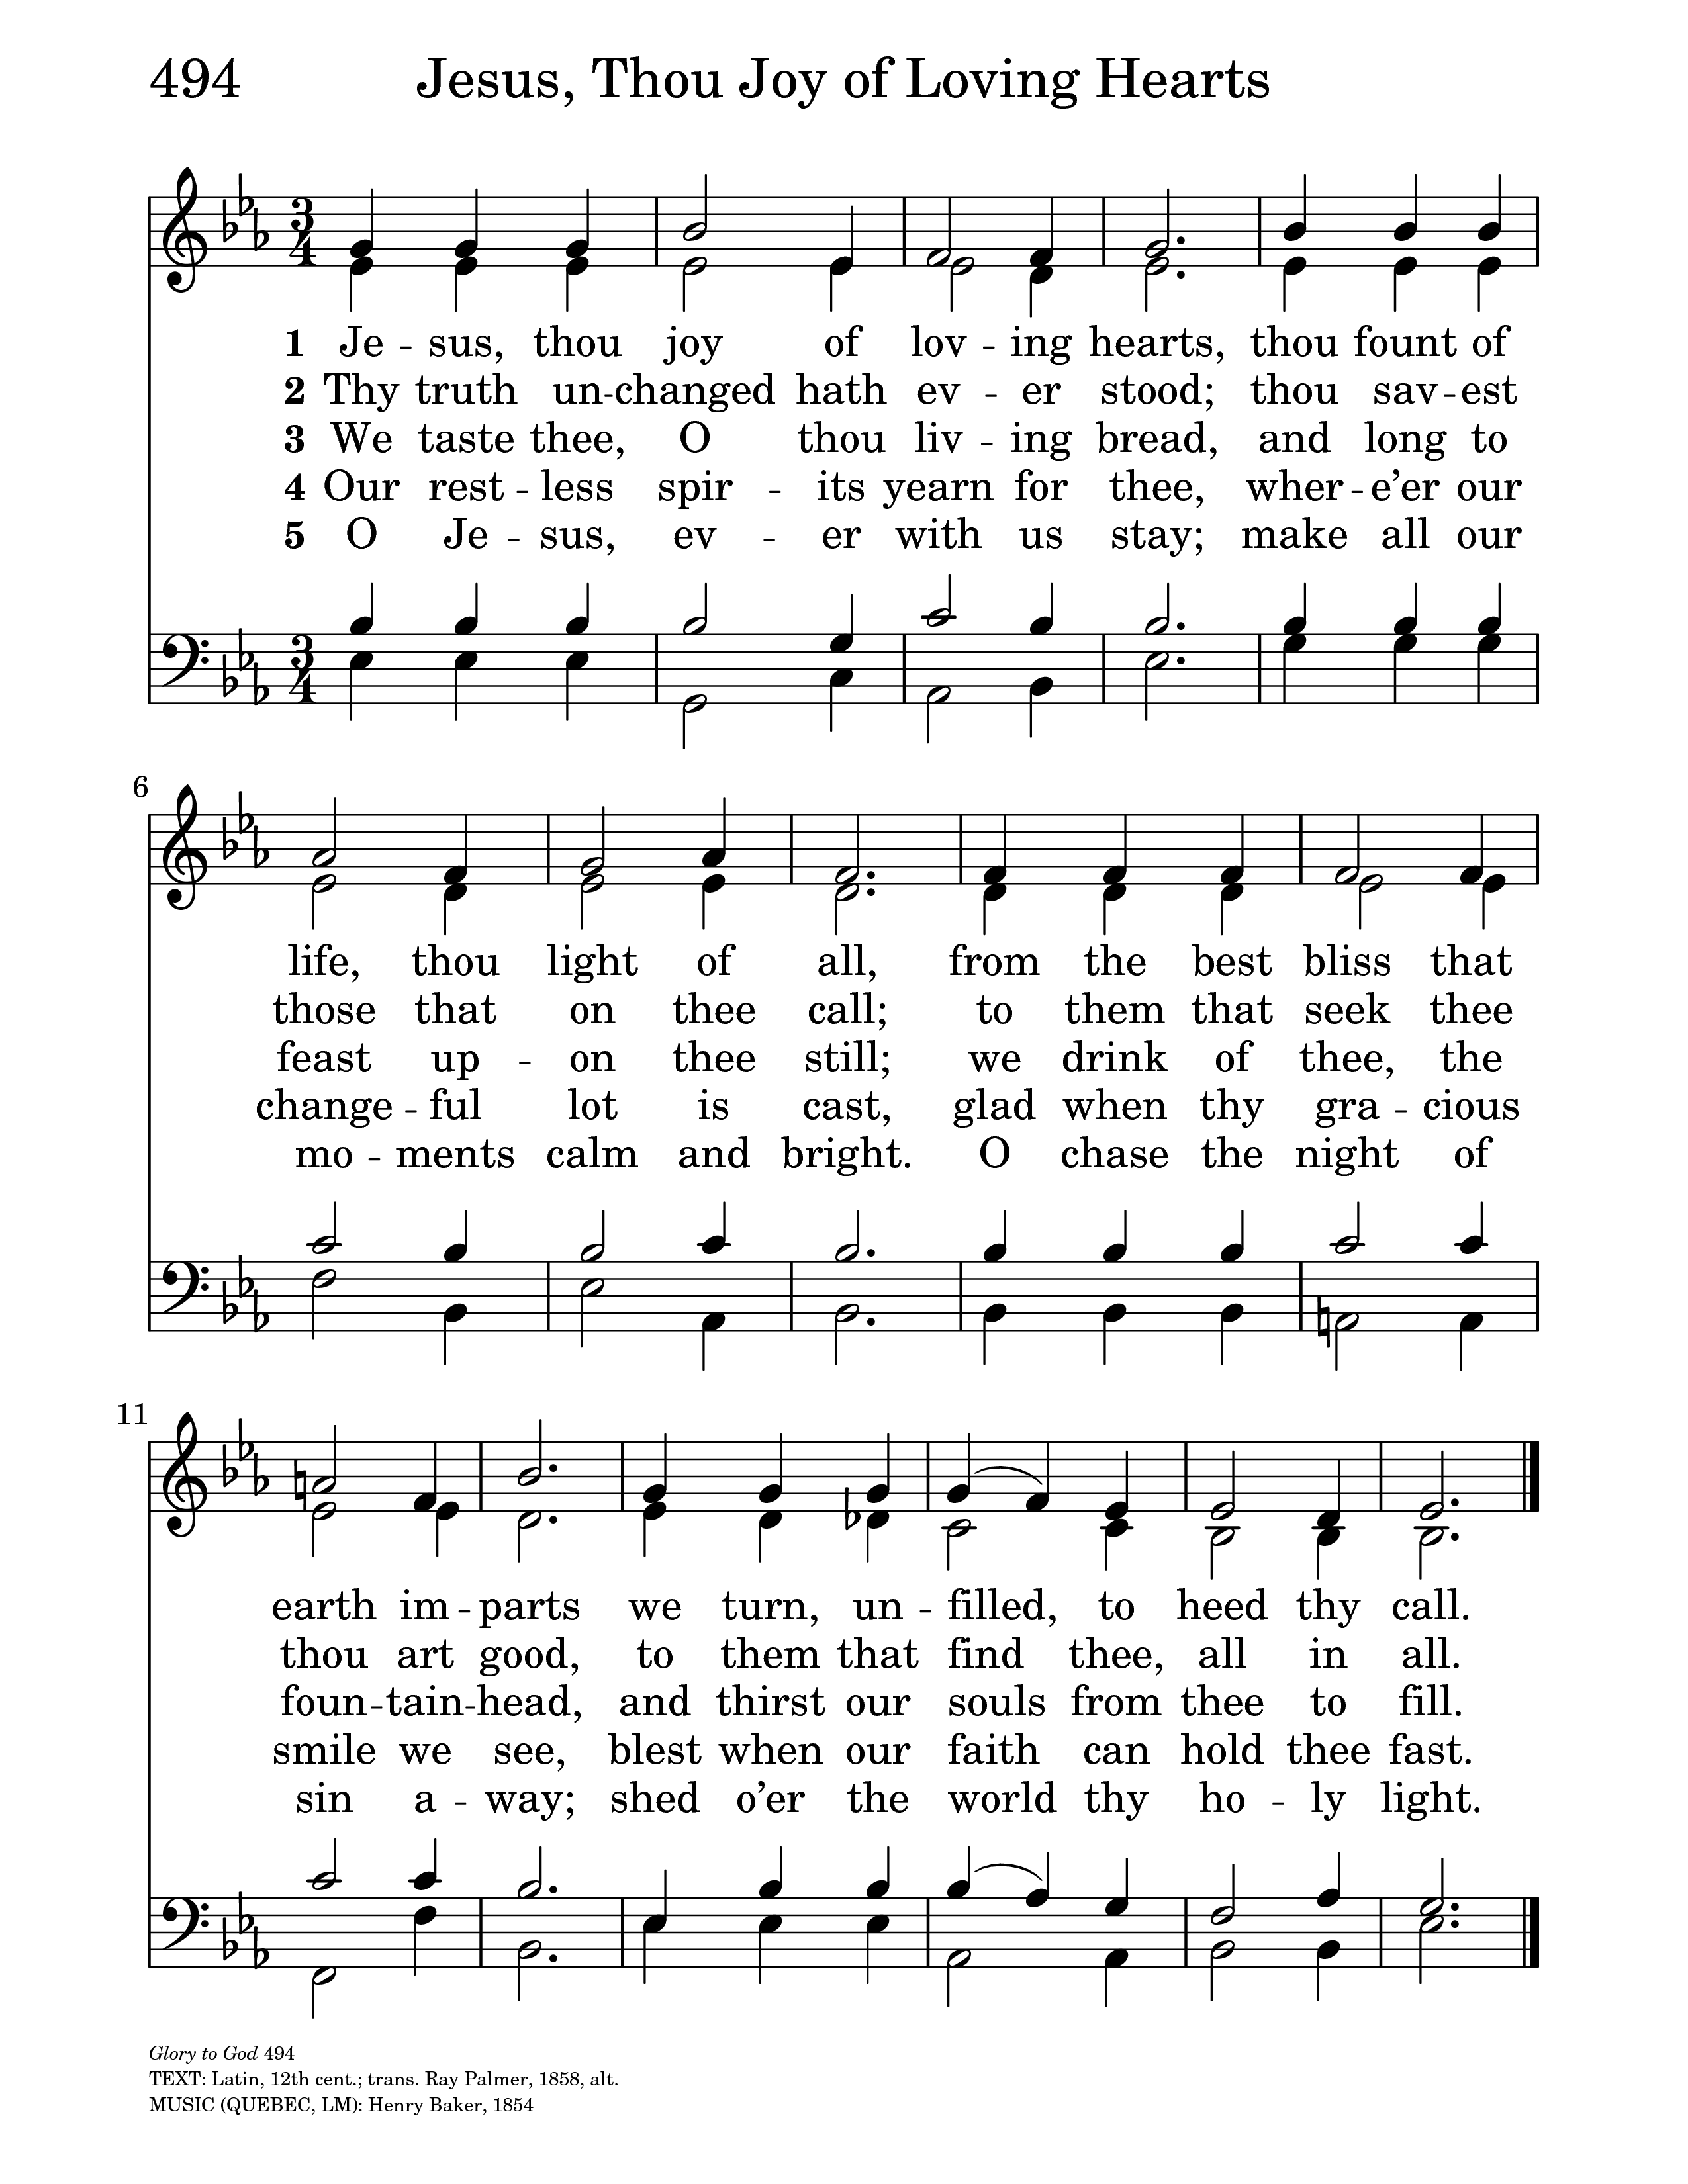 494 Jesus, Thou Joy of Loving Hearts
3 4
1 Je - sus, thou joy of lov - ing hearts, thou fount of
2 Thy truth un - changed hath ev - er stood; thou sav - est
3 We taste thee, O thou liv - ing bread, and long to
4 Our rest - less spir - its yearn for thee, wher - e’er our
5 O Je - sus, ev - er with us stay; make all our
3 4
6
life, thou light of all, from the best bliss that
those that on thee call; to them that seek thee
feast up - on thee still; we drink of thee, the
change - ful lot is cast, glad when thy gra - cious
mo - ments calm and bright. O chase the night of
11
earth im - parts we turn, un - filled, to heed thy call.
thou art good, to them that find thee, all in all.
foun - tain - head, and thirst our souls from thee to fill.
smile we see, blest when our faith can hold thee fast.
sin a - way; shed o’er the world thy ho - ly light.
Glory to God 494
TEXT: Latin, 12th cent.; trans. Ray Palmer, 1858, alt.
MUSIC (QUEBEC, LM): Henry Baker, 1854